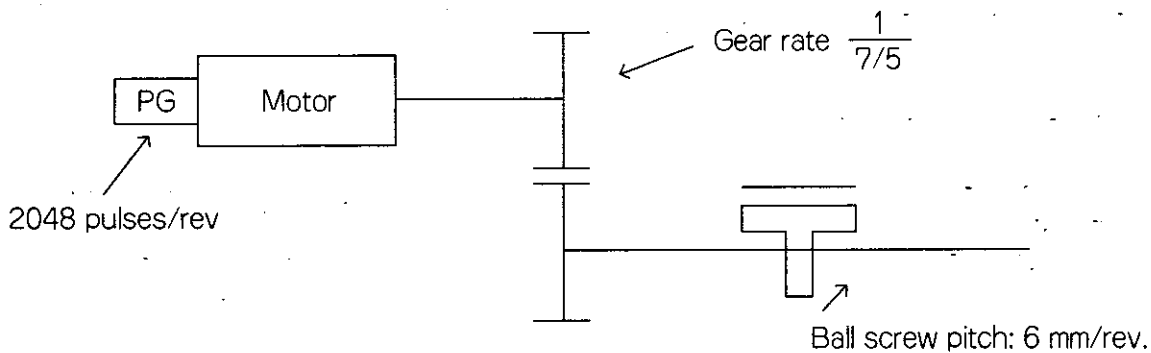 Gear rate 1
7/5
PG
Motor
2048 pulses/rev
Ball screw pitch: 6 mm/rev.